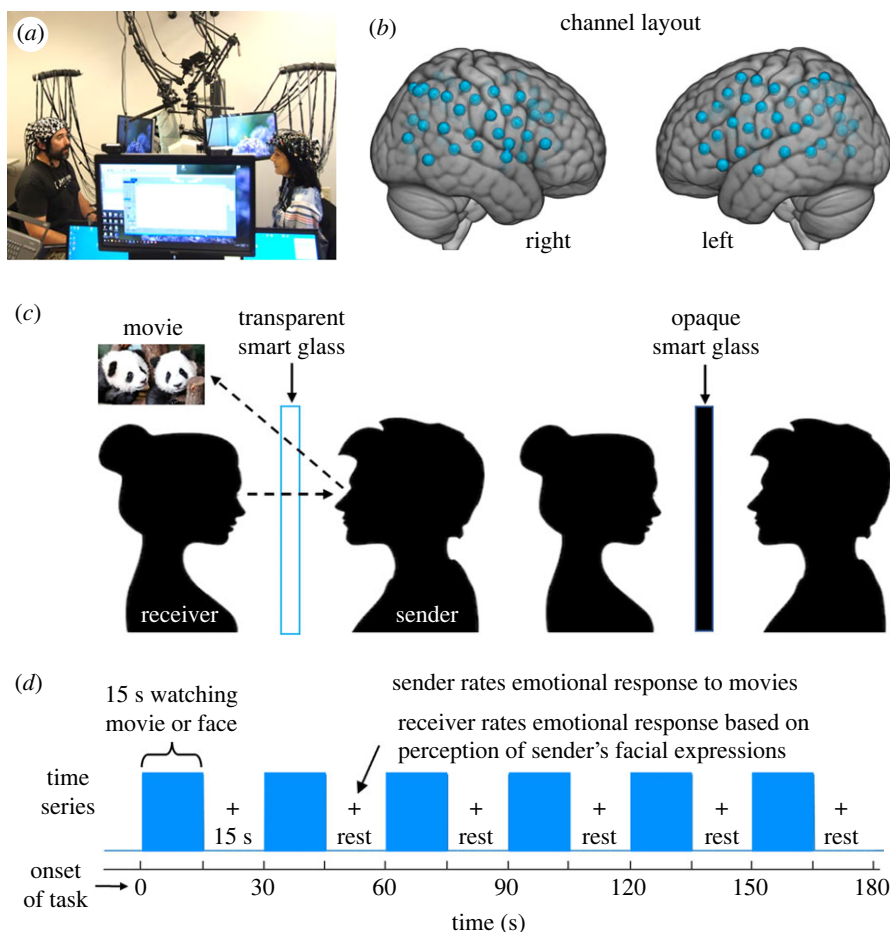 (a)
(b)
channel layout
right
left
(c)
movie
transparent
smart glass
opaque
smart glass
receiver
sender
(d)
15 s watching
movie or face
sender rates emotional response to movies
receiver rates emotional response based on
perception of sender's facial expressions
time
series
+ + + + + +
15 s rest rest rest rest rest
onset
of task
0 30 60 90 120 150 180
time (s)